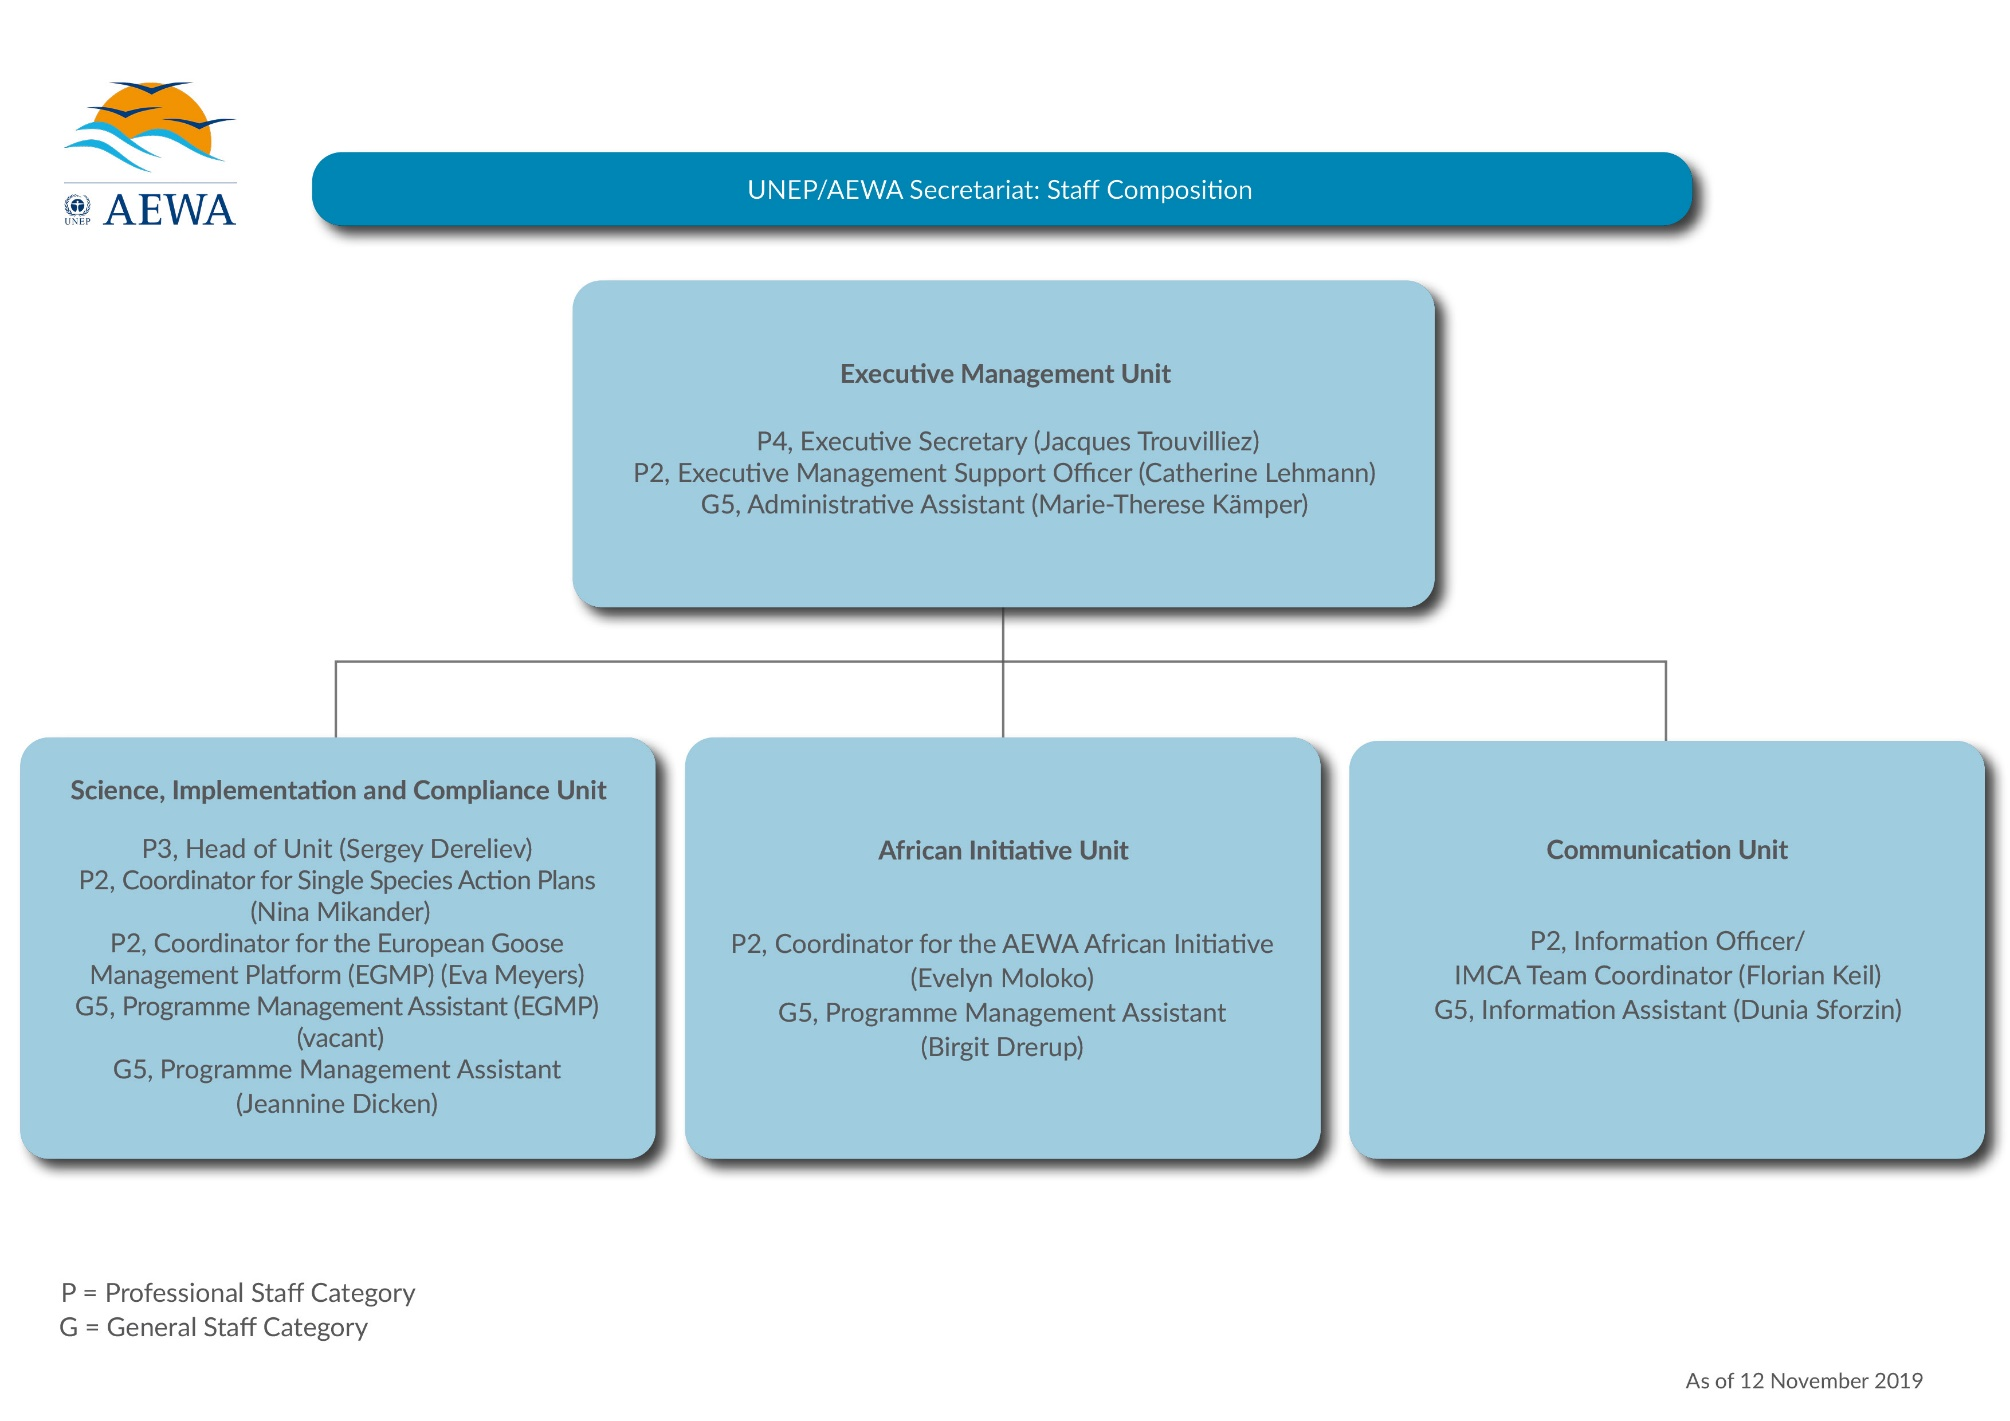 UNEP
AEWA
UNEP/AEWA Secretariat: Staff Composition
Executive Management Unit
P4, Executive Secretary (Jacques Trouvilliez)
P2, Executive Management Support Officer (Catherine Lehmann)
G5, Administrative Assistant (Marie-Therese Kämper)
Science, Implementation and Compliance Unit
P3, Head of Unit (Sergey Dereliev)
P2, Coordinator for Single Species Action Plans
(Nina Mikander)
P2, Coordinator for the European Goose
Management Platform (EGMP) (Eva Meyers)
G5, Programme Management Assistant (EGMP)
(vacant)
G5, Programme Management Assistant
(Jeannine Dicken)
African Initiative Unit
P2, Coordinator for the AEWA African Initiative
(Evelyn Moloko)
G5, Programme Management Assistant
(Birgit Drerup)
Communication Unit
P2, Information Officer/
IMCA Team Coordinator (Florian Keil)
G5, Information Assistant (Dunia Sforzin)
P = Professional Staff Category
G = General Staff Category
As of 12 November 2019